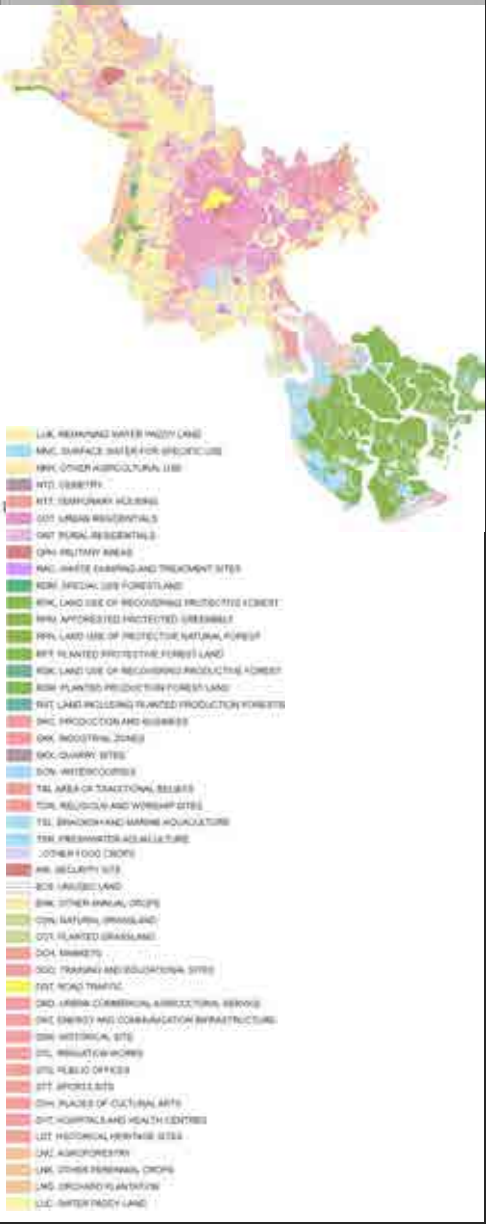 LUK, REMAINING WATER PADDY LAND
MNC, SURFACE WATER FOR SPECIFIC USE
NKH, OTHER AGRICULTURAL USE
NTD, CEMETRY
NTT, TEMPORARY HOUSING
ODT, URBAN RESIDENTIALS
ONT, RURAL RESIDENTIALS
QPH, MILITARY AREAS
RAC, WASTE DUMPING AND TREATMENT SITES
RDD, SPECIAL USE FORESTLAND
RPK, LAND USE OF RECOVERING PROTECTIVE FOREST
RPM, AFFORESTED PROTECTED GREENBELT
RPN, LAND USE OF PROTECTIVE NATURAL FOREST
RPT, PLANTED PROTECTIVE FOREST LAND
RSK, LAND USE OF RECOVERING PRODUCTIVE FOREST
RSM, PLANTED PRODUCTION FOREST LAND
RST, LAND INCLUDING PLANTED PRODUCTION FORESTS
SKC, PRODUCTION AND BUSINESS
SKK, INDUSTRIAL ZONES
SKX, QUARRY SITES
SON, WATERCOURSES
TIN, AREA OF TRADITIONAL BELIEFS
TON, RELIGIOUS AND WORSHIP SITES
TSL, BRACKISH AND MARINE AQUACULTURE
TSN, FRESHWATER AQUACULTURE
, OTHER FOOD CROPS
AN, SECURITY SITE
BCS, UNUSED LAND
BHK, OTHER ANNUAL CROPS
CON, NATURAL GRASSLAND
COT, PLANTED GRASSLAND
DCH, MARKETS
DGD, TRAINING AND EDUCATIONAL SITES
DGT, ROAD TRAFFIC
DKD, URBAN COMMERCIAL AGRICULTURAL SERVICE
DNT, ENERGY AND COMMUNICATION INFRASTRUCTURE
HISTORICAL SITE
DTL, IRRIGATION WORKS
DTS, PUBLIC OFFICES
DTT, SPORTS SITE
DVH, PLACES OF CULTURAL ARTS
DYT, HOSPITALS AND HEALTH CENTRES
LDT, HISTORICAL HERITAGE SITES
LNC, AGROFORESTRY
LNK, OTHER PERENNIAL CROPS
LNQ, ORCHARD PLANTATION
LUC, WATER PADDY LAND